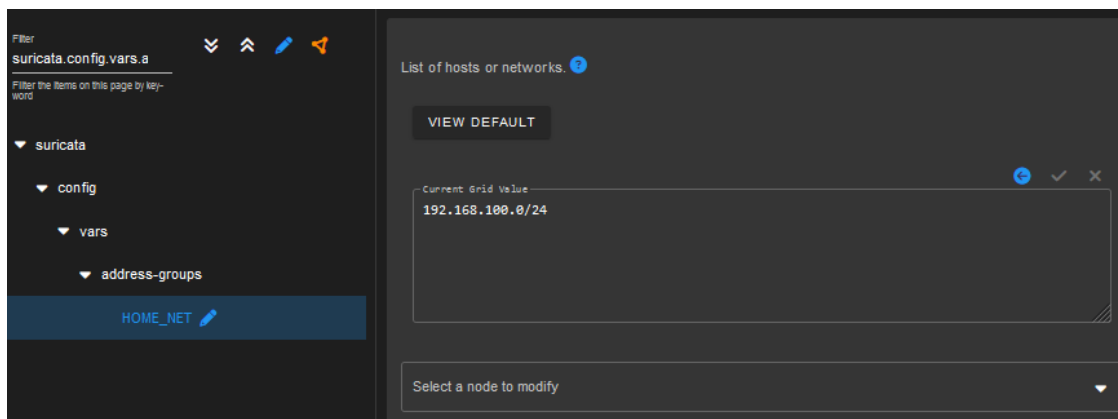 Filter
suricata.config.vars.a
Filter the items on this page by key-
word
suricata
config
vars
address-groups
HOME_NET
List of hosts or networks.
VIEW DEFAULT
Current Grid Value
192.168.100.0/24
Select a node to modify